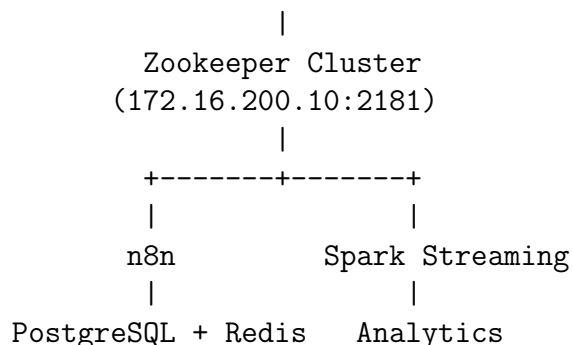 |
Zookeeper Cluster
(172.16.200.10:2181)
|
+-------+-------+
| |
n8n Spark Streaming
| |
PostgreSQL + Redis Analytics